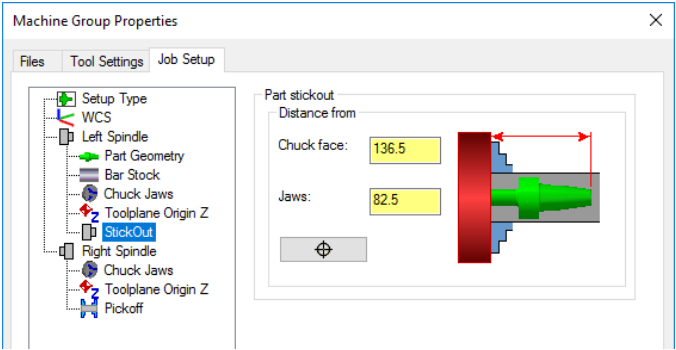 Machine Group Properties
Files Tool Settings Job Setup
Setup Type
WCS
Left Spindle
Part Geometry
Bar Stock
Chuck Jaws
Toolplane Origin Z
StickOut
Right Spindle
Chuck Jaws
Toolplane Origin Z
Pickoff
Part stickout
Distance from
Chuck face: 136.5
Jaws: 82.5